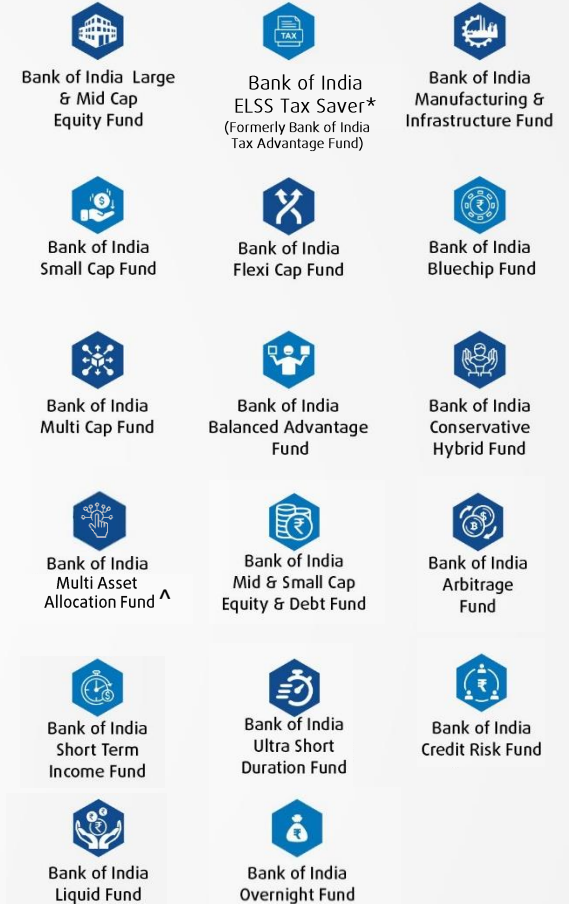 Bank of India Large
& Mid Cap
Equity Fund
TAX
Bank of India
ELSS Tax Saver*
(Formerly Bank of India
Tax Advantage Fund)
Bank of India
Manufacturing &
Infrastructure Fund
$
Bank of India
Small Cap Fund
Bank of India
Flexi Cap Fund
₹
Bank of India
Bluechip Fund
Bank of India
Multi Cap Fund
Bank of India
Balanced Advantage
Fund
Bank of India
Conservative
Hybrid Fund
Bank of India
Multi Asset
Allocation Fund ^
₹
Bank of India
Mid & Small Cap
Equity & Debt Fund
$
B
Bank of India
Arbitrage
Fund
$
Bank of India
Short Term
Income Fund
Bank of India
Ultra Short
Duration Fund
₹
Bank of India
Credit Risk Fund
₹ ₹
₹
Bank of India
Liquid Fund
₹
Bank of India
Overnight Fund